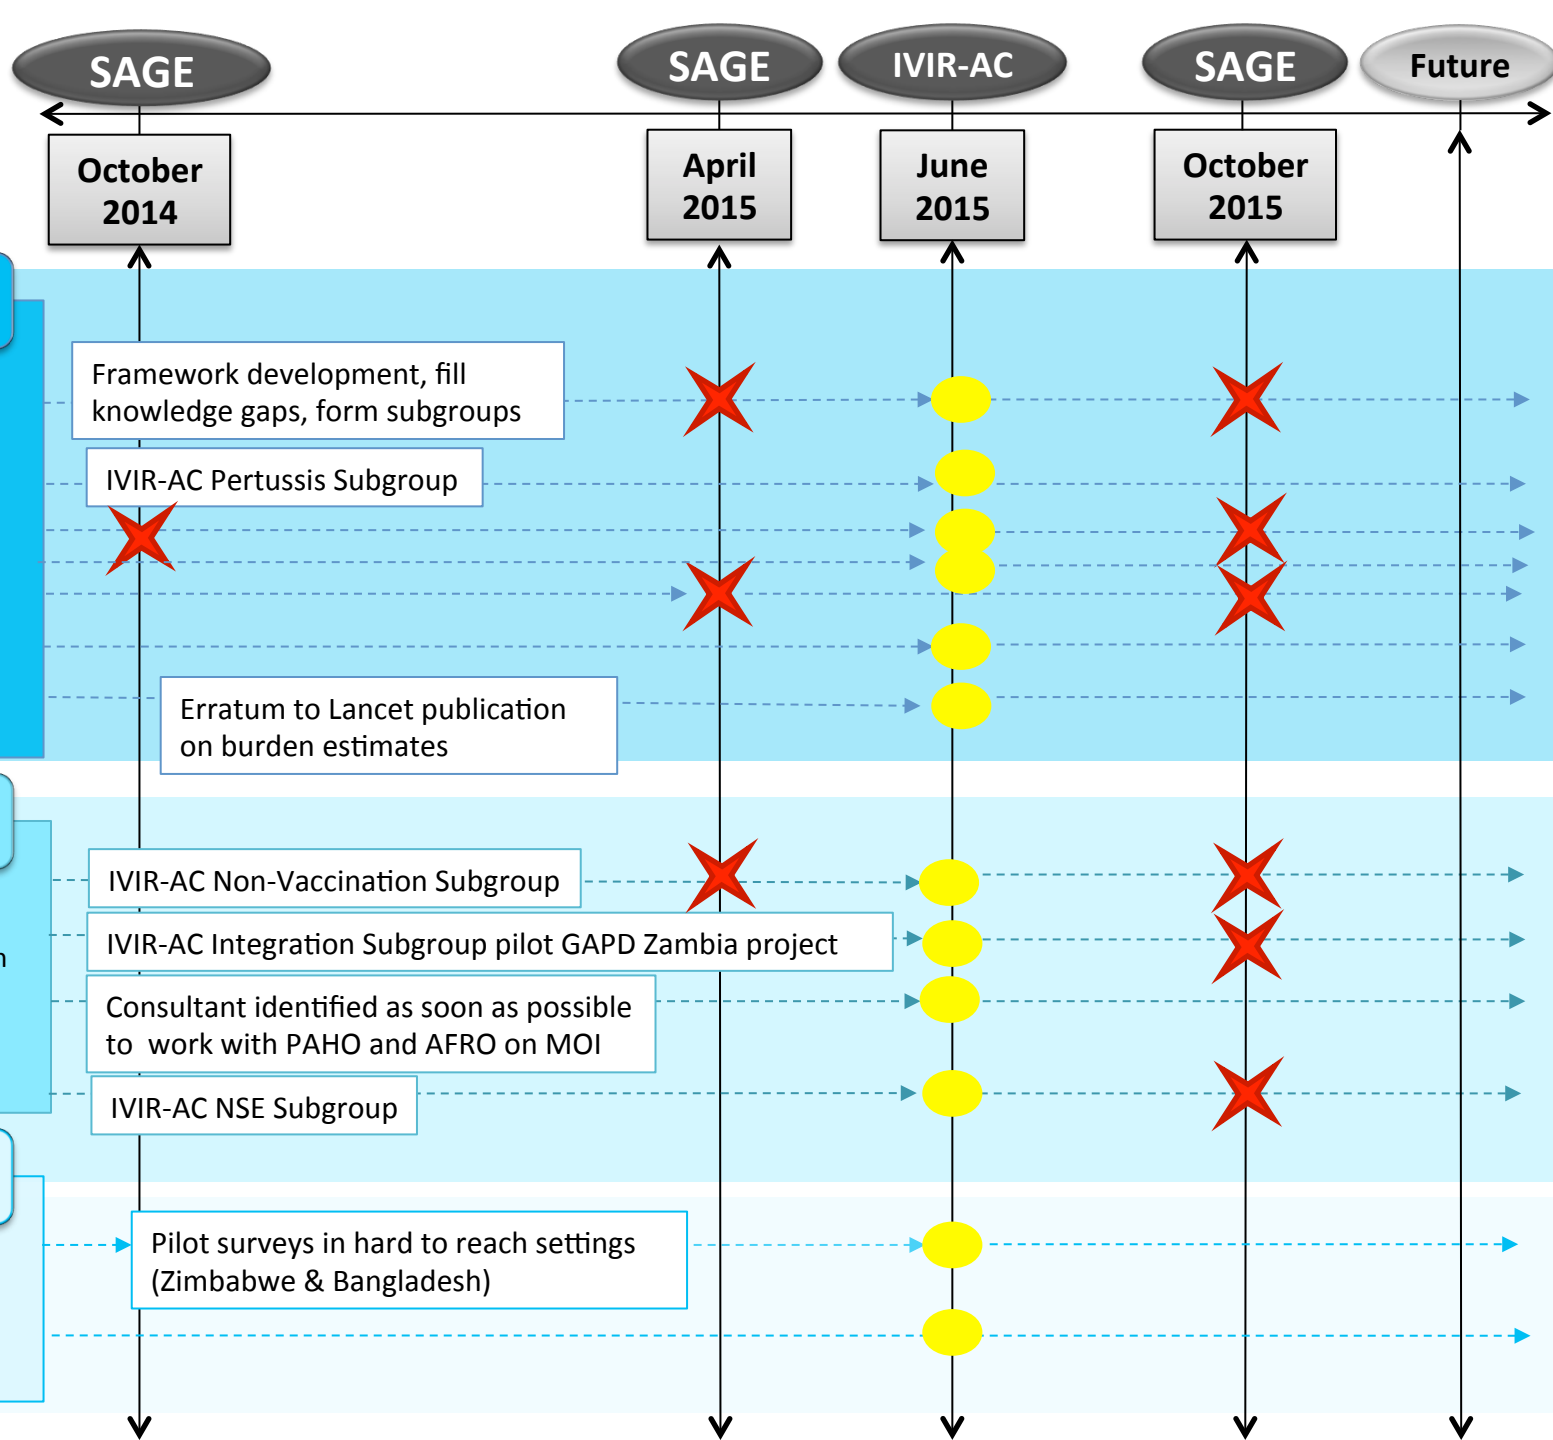 SAGE
SAGE
IVIR-AC
SAGE
Future
October
2014
April
2015
June
2015
October
2015
Framework development, fill
knowledge gaps, form subgroups
IVIR-AC Pertussis Subgroup
Erratum to Lancet publication
on burden estimates
IVIR-AC Non-Vaccination Subgroup
IVIR-AC Integration Subgroup pilot GAPD Zambia project
n
Consultant identified as soon as possible
to work with PAHO and AFRO on MOI
IVIR-AC NSE Subgroup
Pilot surveys in hard to reach settings
(Zimbabwe & Bangladesh)